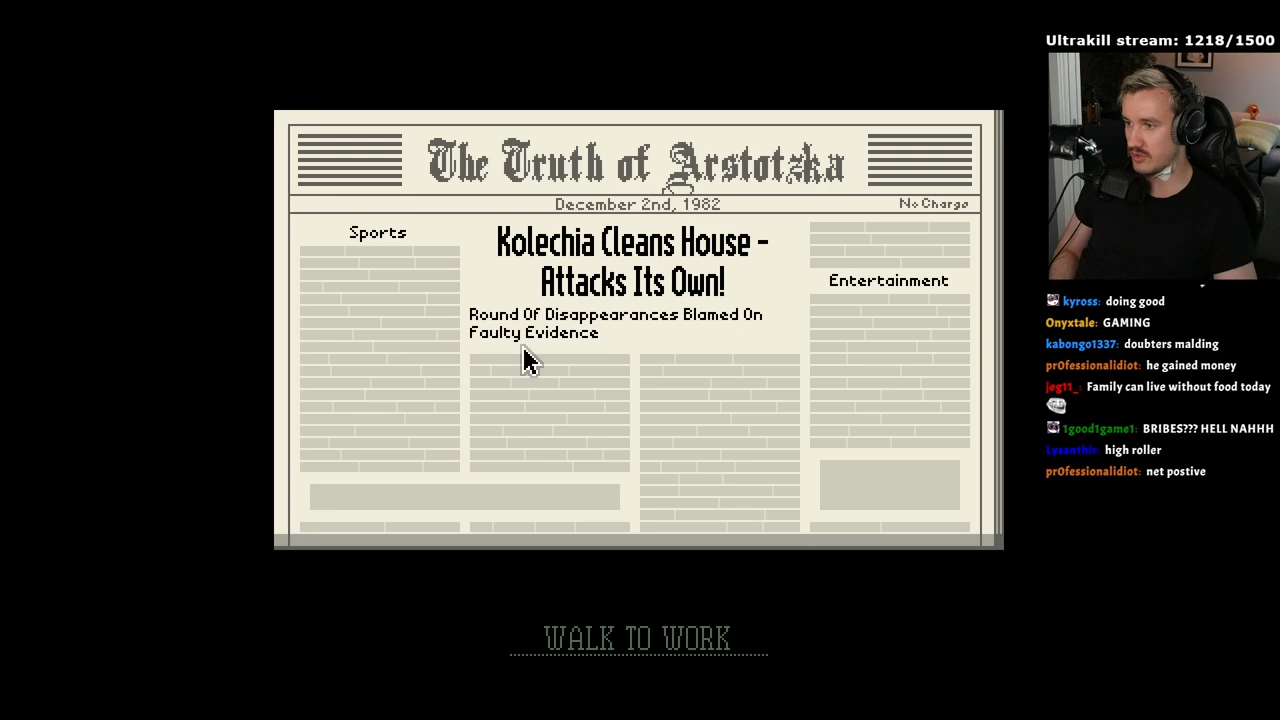 Ultrakill stream: 1218/1500
The Truth of Arstotzka
December 2nd, 1982
No Charge
Sports
Kolechia Cleans House -
Attacks Its Own!
Round Of Disappearances Blamed On
Faulty Evidence
Entertainment
WALK TO WORK
kyross: doing good
Onyxtale: GAMING
kabongo1337: doubters malding
pr0fessionalidiot: he gained money
jeg11_: Family can live without food today
1good1game1: BRIBES??? HELL NAHHH
Lysanthir: high roller
pr0fessionalidiot: net postive